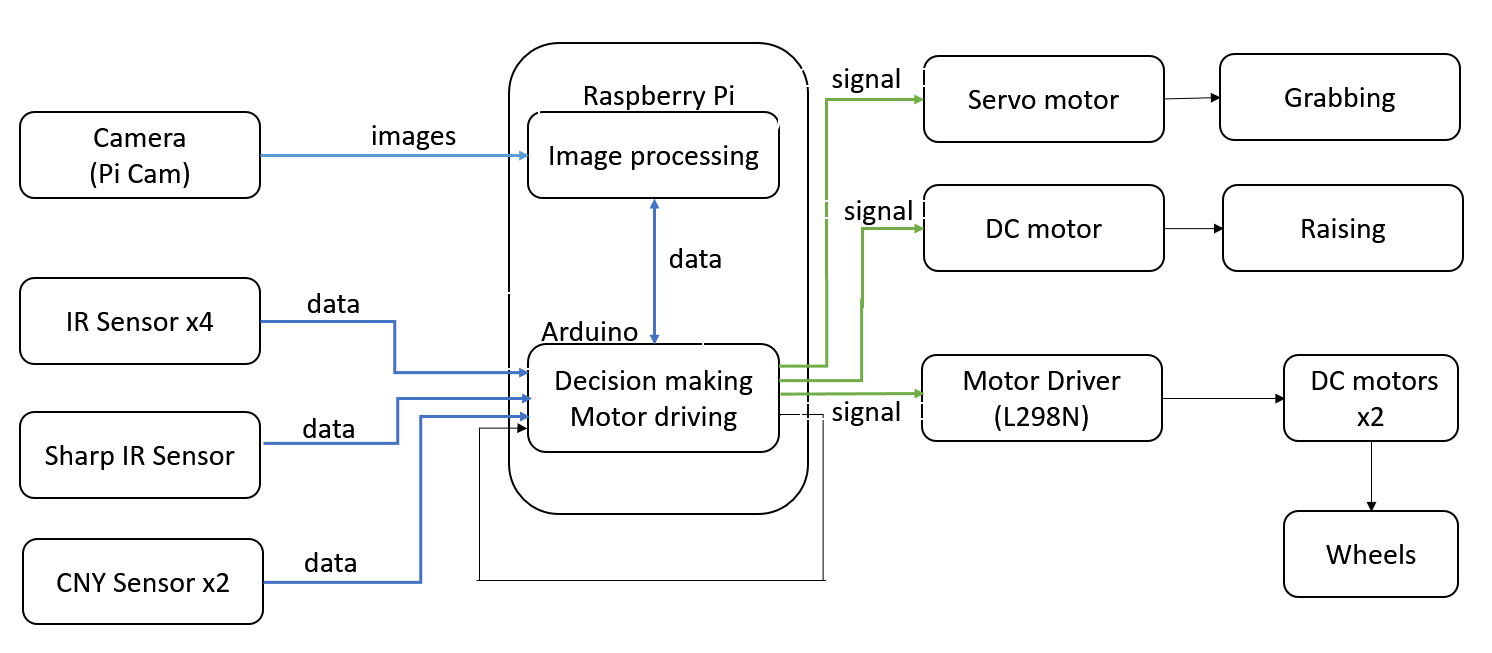 Camera
(Pi Cam)
images
Raspberry Pi
Image processing
data
Arduino
Decision making
Motor driving
IR Sensor x4
data
Sharp IR Sensor
data
CNY Sensor x2
data
signal
Servo motor
Grabbing
signal
DC motor
Raising
signal
Motor Driver
(L298N)
DC motors
x2
Wheels